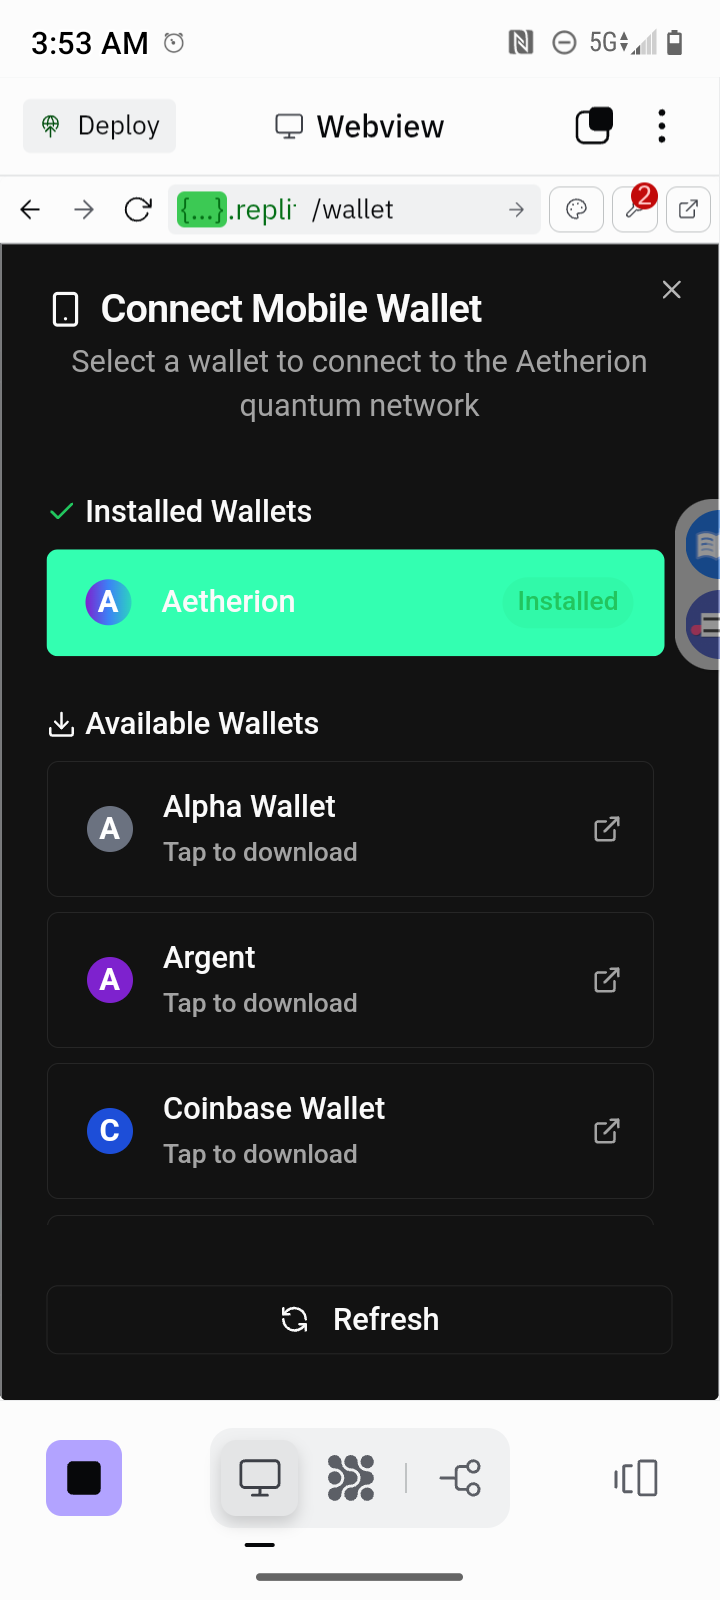 3:53 AM
5G
Deploy
Webview
{...}.repli /wallet
2
Connect Mobile Wallet
Select a wallet to connect to the Aetherion
quantum network
Installed Wallets
A Aetherion Installed
Available Wallets
A Alpha Wallet
Tap to download
A Argent
Tap to download
C Coinbase Wallet
Tap to download
Refresh